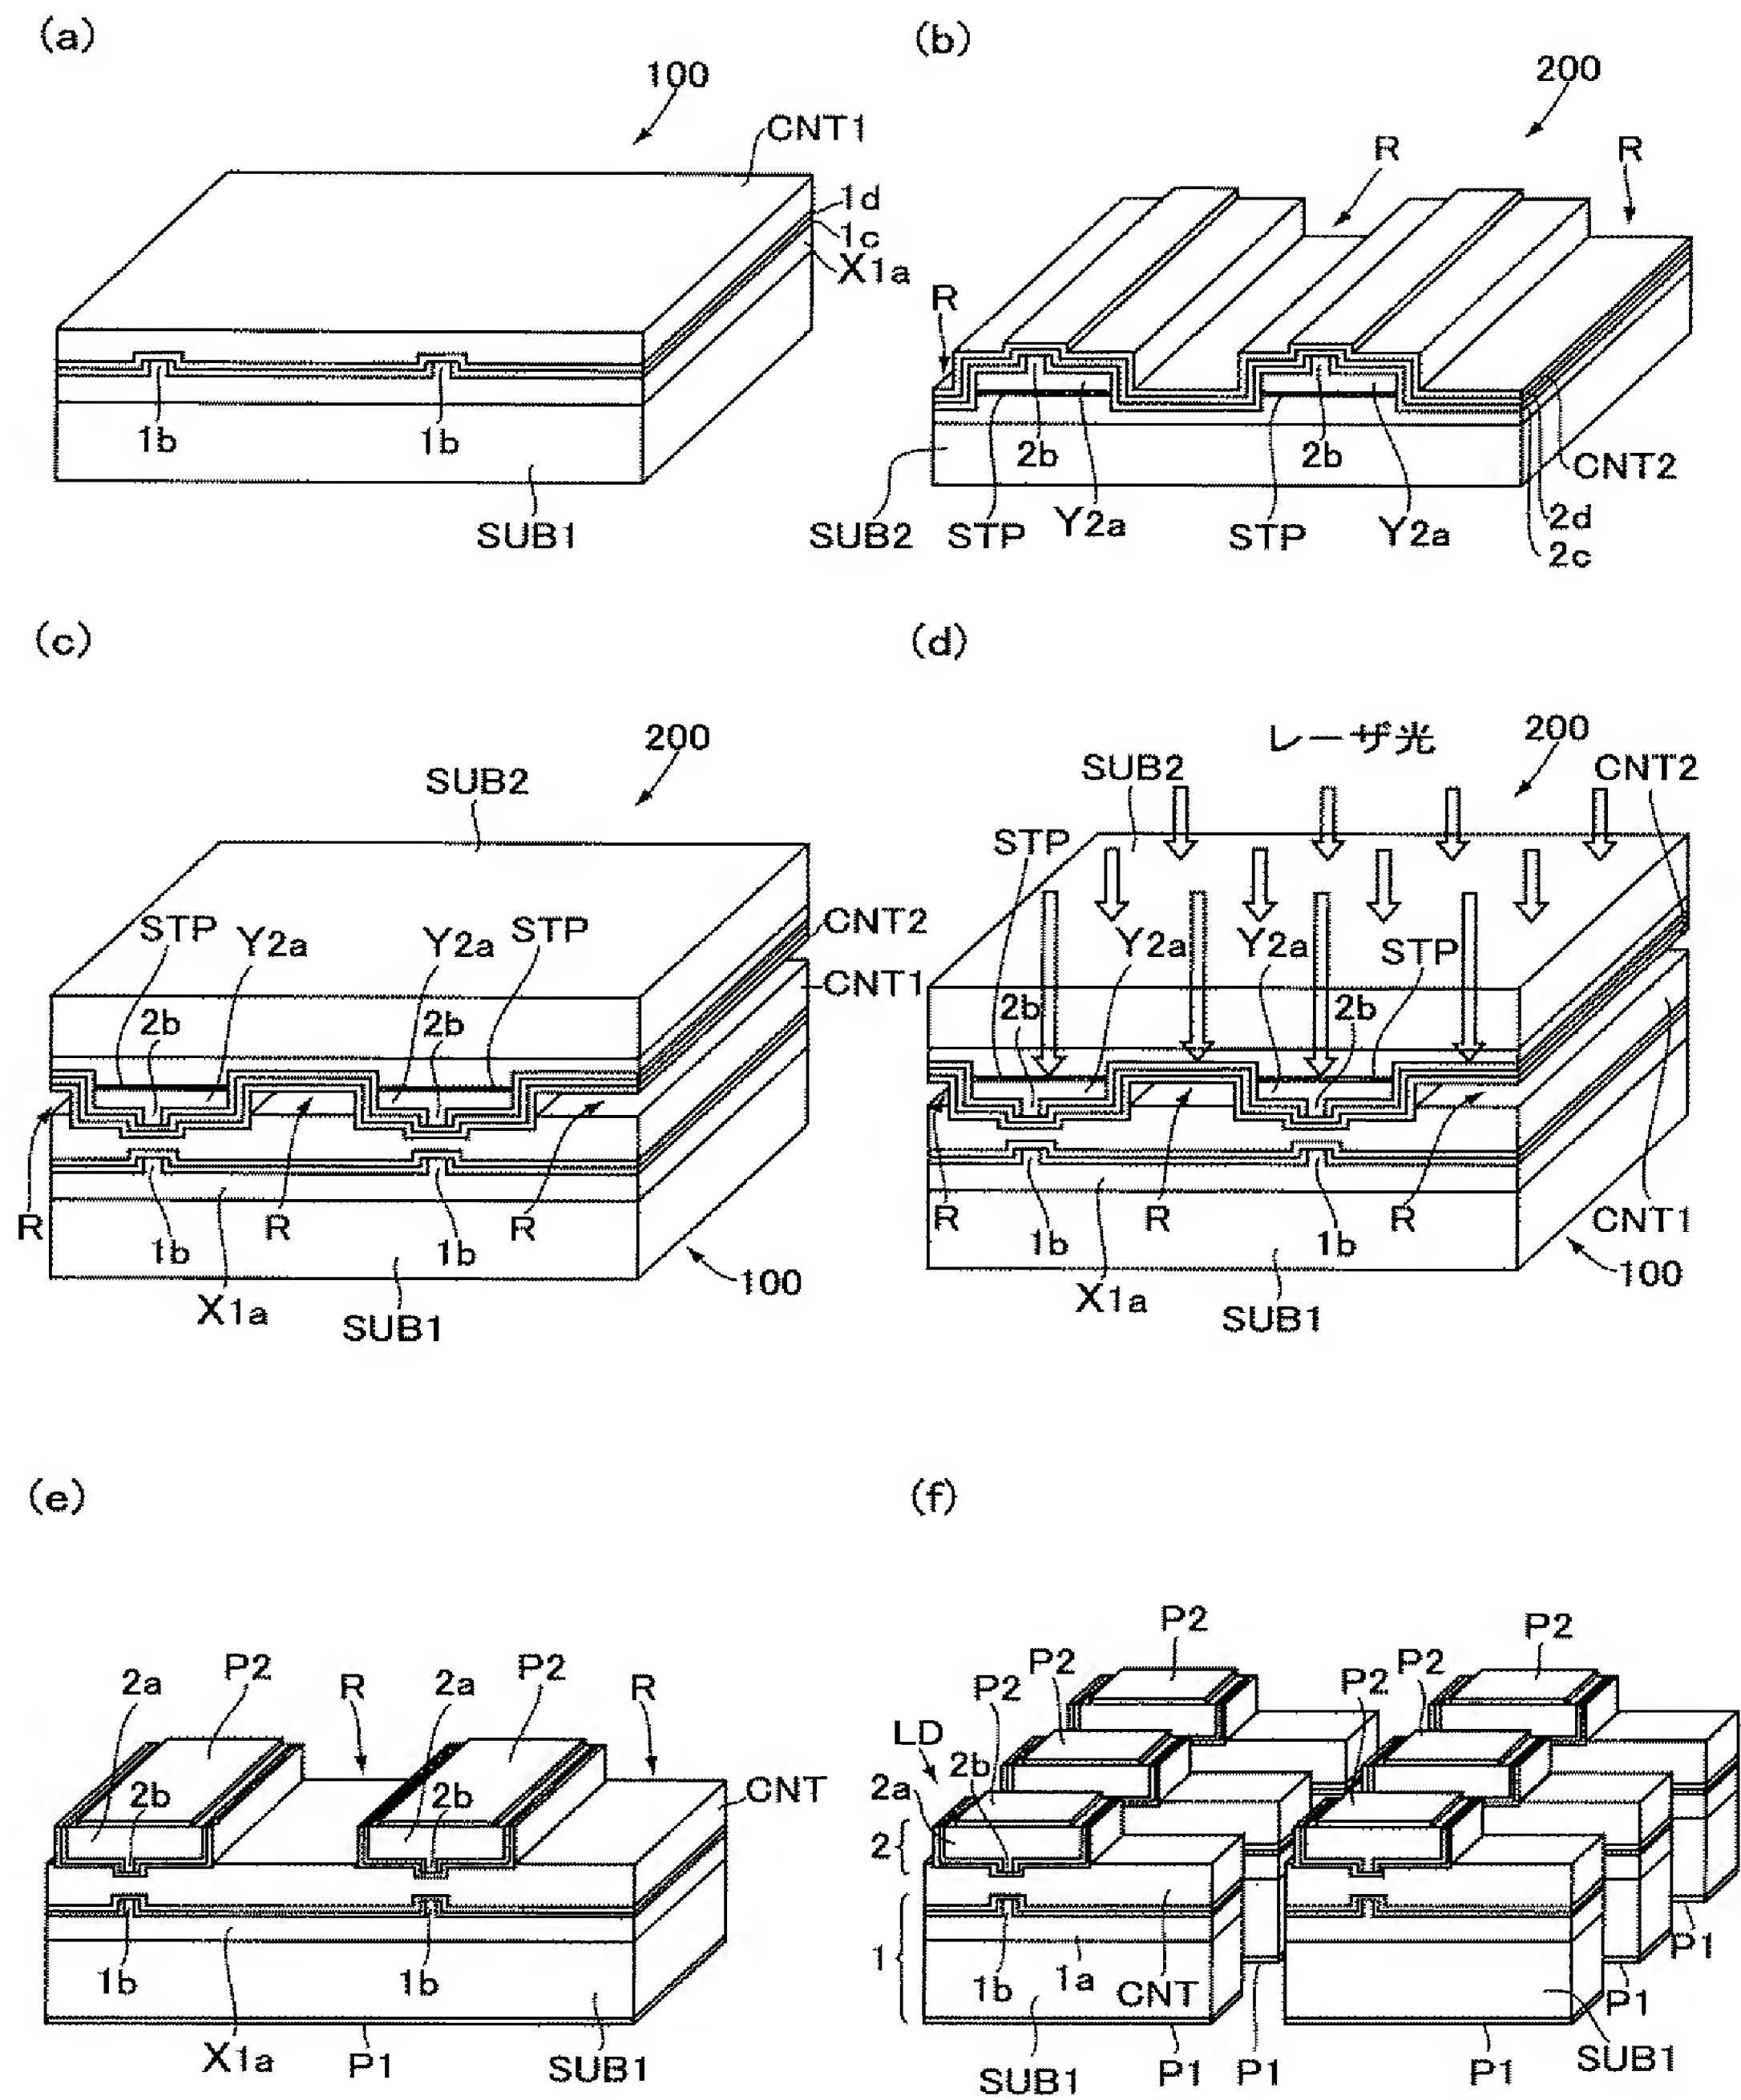 (a)
100
CNT1
1d
1c
X1a
1b
1b
SUB1
(b)
200
R
R
R
2b
2b
CNT2
SUB2
STP
Y2a
STP
Y2a
2d
2c
(c)
200
SUB2
STP
Y2a
Y2a
STP
CNT2
CNT1
2b
2b
R
1b
R
1b
R
100
X1a
SUB1
(d)
レーザ光
200
SUB2
CNT2
STP
Y2a
Y2a
STP
2b
2b
R
1b
R
1b
R
CNT1
100
X1a
SUB1
(e)
2a
P2
R
2a
P2
R
2b
2b
CNT
1b
1b
X1a
P1
SUB1
(f)
P2
P2
P2
P2
P2
P2
LD
2b
2a
2
1
1b
1a
CNT
P1
P1
P1
SUB1
P1
P1
SUB1